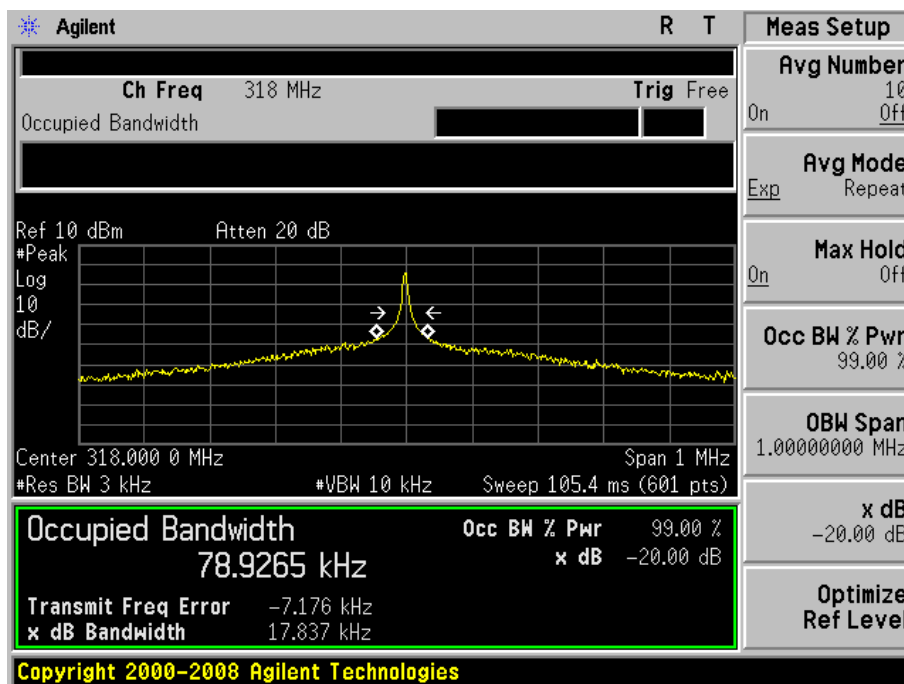 Agilent R T
Ch Freq 318 MHz Trig Free
Occupied Bandwidth
Ref 10 dBm Atten 20 dB
#Peak
Log
10
dB/
Center 318.000 0 MHz Span 1 MHz
#Res BW 3 kHz #VBW 10 kHz Sweep 105.4 ms (601 pts)
Occupied Bandwidth
78.9265 kHz
Occ BW % Pwr 99.00 %
x dB -20.00 dB
Transmit Freq Error -7.176 kHz
x dB Bandwidth 17.837 kHz
Copyright 2000-2008 Agilent Technologies
Meas Setup
Avg Number
10
On Off
Avg Mode
Exp Repeat
Max Hold
On Off
Occ BW % Pwr
99.00 %
OBW Span
1.00000000 MHz
x dB
-20.00 dB
Optimize
Ref Level